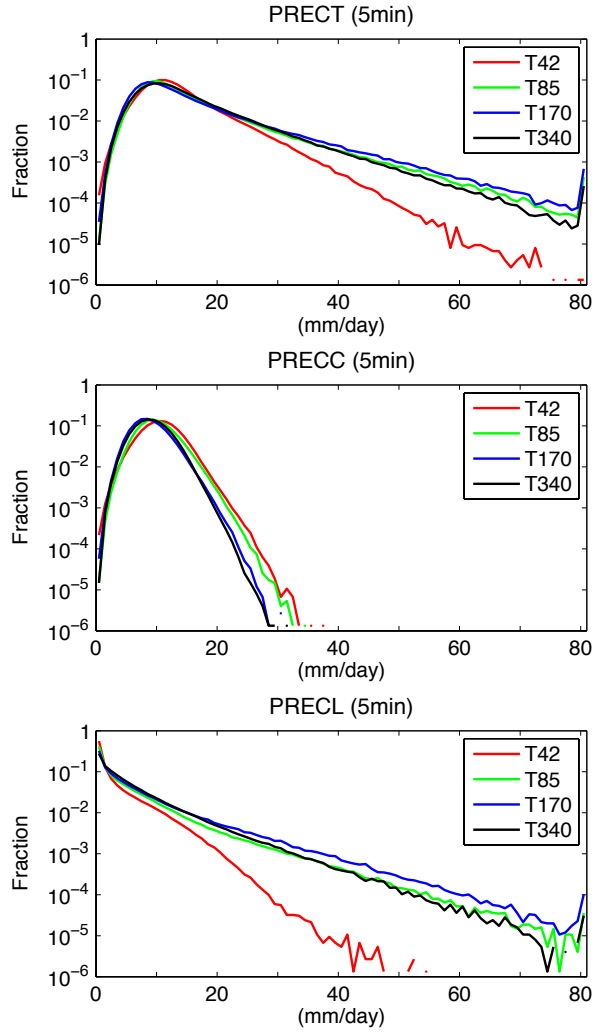 PRECT (5min)
1
10⁻¹
10⁻²
10⁻³
10⁻⁴
10⁻⁵
10⁻⁶
Fraction
T42
T85
T170
T340
0 20 40 60 80
(mm/day)
PRECC (5min)
1
10⁻¹
10⁻²
10⁻³
10⁻⁴
10⁻⁵
10⁻⁶
Fraction
T42
T85
T170
T340
0 20 40 60 80
(mm/day)
PRECL (5min)
1
10⁻¹
10⁻²
10⁻³
10⁻⁴
10⁻⁵
10⁻⁶
Fraction
T42
T85
T170
T340
0 20 40 60 80
(mm/day)